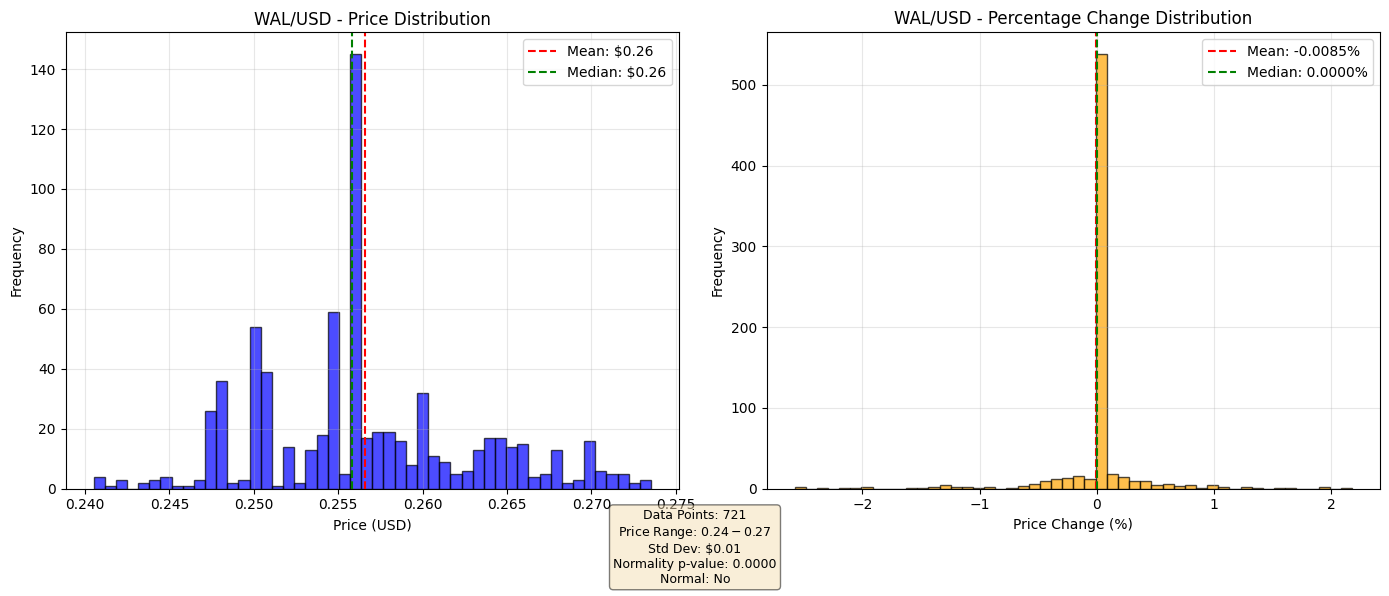 WAL/USD - Price Distribution
Mean: $0.26
Median: $0.26
140
120
100
80
60
40
20
0
Frequency
0.240
0.245
0.250
0.255
0.260
0.265
0.270
0.275
Price (USD)
WAL/USD - Percentage Change Distribution
Mean: -0.0085%
Median: 0.0000%
500
400
300
200
100
0
Frequency
−2
−1
0
1
2
Price Change (%)
Data Points: 721
Price Range: 0.24 − 0.27
Std Dev: $0.01
Normality p-value: 0.0000
Normal: No